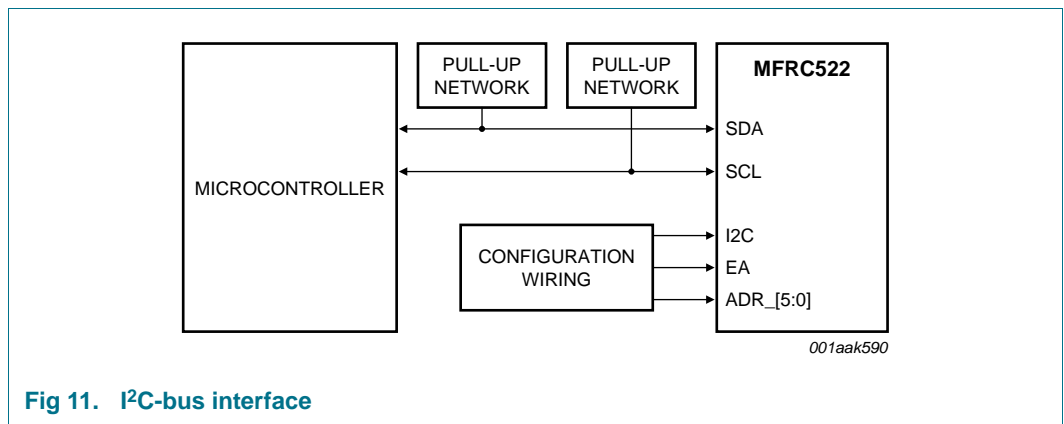 PULL-UP
NETWORK
PULL-UP
NETWORK
MFRC522
SDA
SCL
MICROCONTROLLER
I2C
CONFIGURATION
WIRING
EA
ADR_[5:0]
001aak590
Fig 11. I²C-bus interface